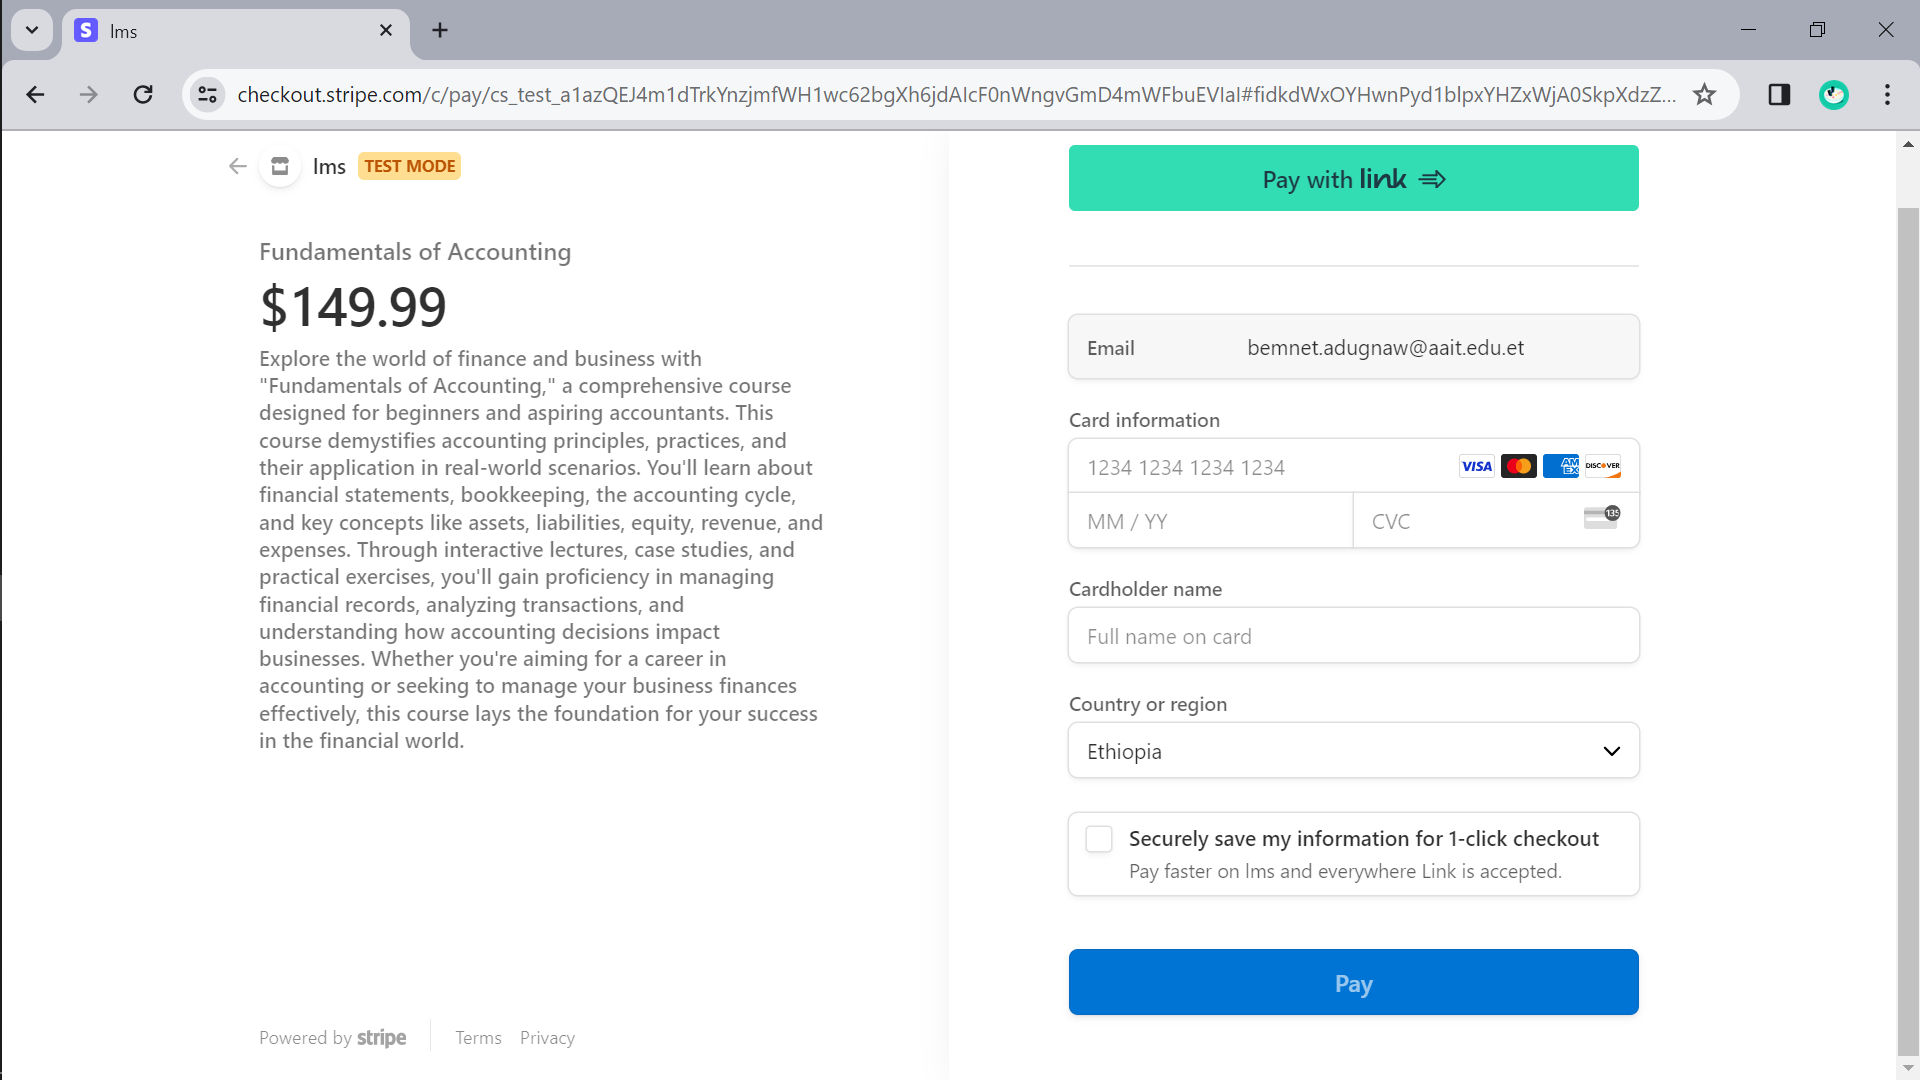 lms
checkout.stripe.com/c/pay/cs_test_a1azQEJ4m1dTrkYnzjmfWH1wc62bgXh6jdAIcF0nWngvGmD4mWFbuEVIaI#fidkdWxOYHwnPyd1blpxYHZxWjA0SkpXdzZ...
lms TEST MODE
Fundamentals of Accounting
$149.99
Explore the world of finance and business with
"Fundamentals of Accounting," a comprehensive course
designed for beginners and aspiring accountants. This
course demystifies accounting principles, practices, and
their application in real-world scenarios. You'll learn about
financial statements, bookkeeping, the accounting cycle,
and key concepts like assets, liabilities, equity, revenue, and
expenses. Through interactive lectures, case studies, and
practical exercises, you'll gain proficiency in managing
financial records, analyzing transactions, and
understanding how accounting decisions impact
businesses. Whether you're aiming for a career in
accounting or seeking to manage your business finances
effectively, this course lays the foundation for your success
in the financial world.
Powered by stripe Terms Privacy
Pay with link
Email bemnet.adugnaw@aait.edu.et
Card information
1234 1234 1234 1234 VISA AMEX DISCOVER
MM / YY CVC 135
Cardholder name
Full name on card
Country or region
Ethiopia
Securely save my information for 1-click checkout
Pay faster on lms and everywhere Link is accepted.
Pay